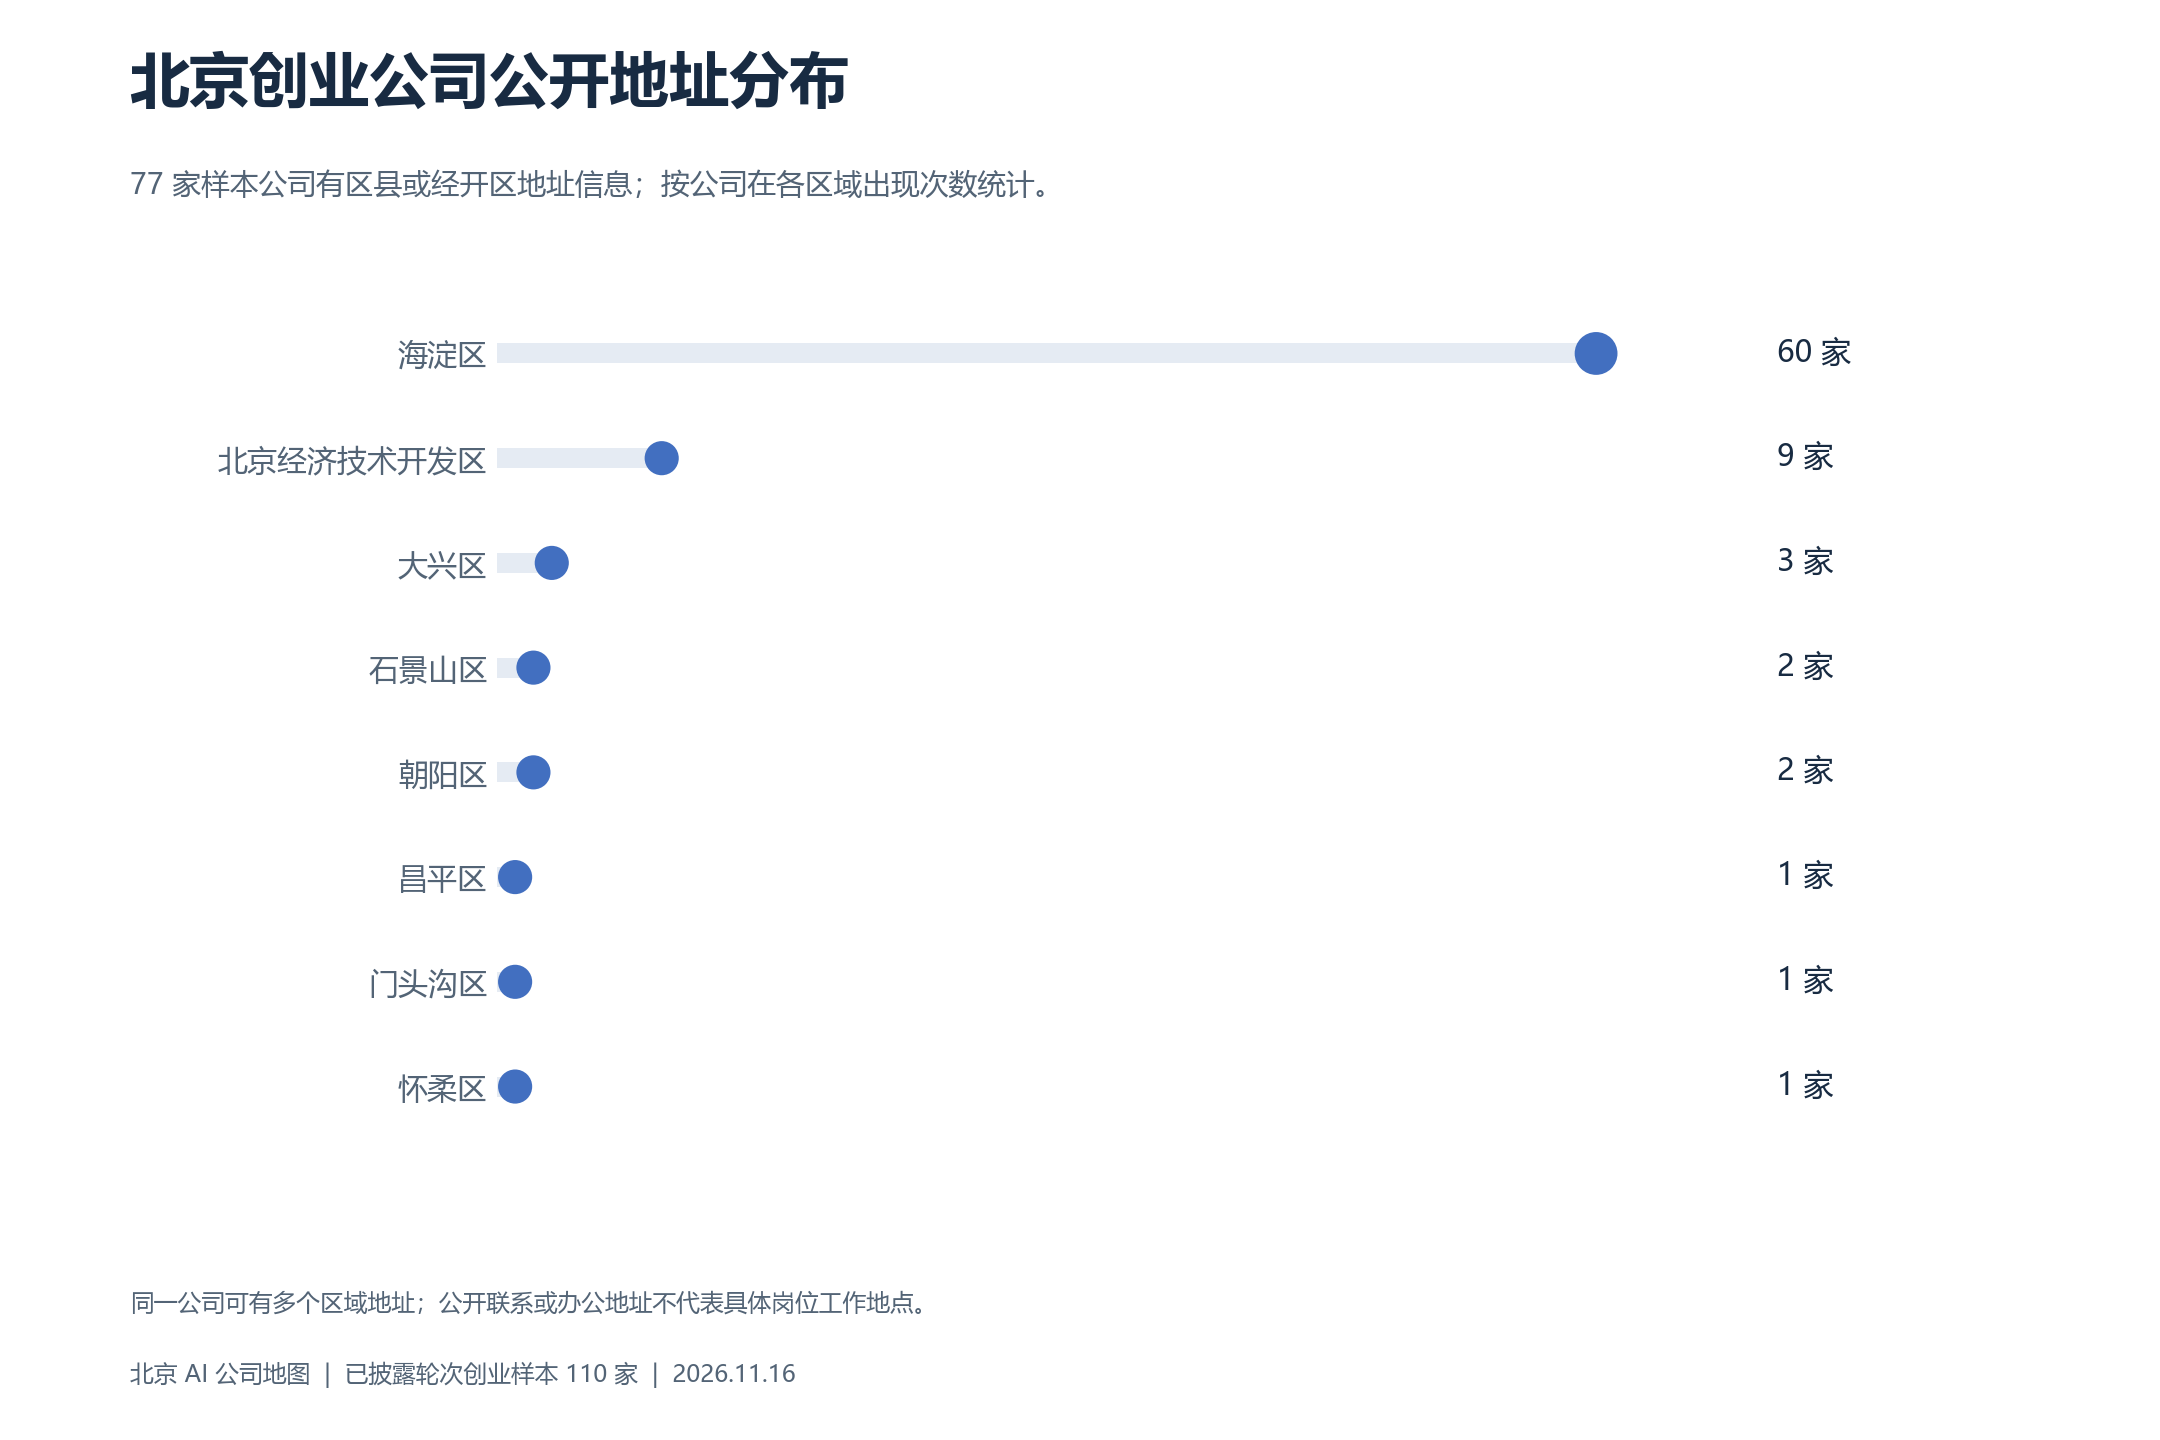 北京创业公司公开地址分布
77 家样本公司有区县或经开区地址信息；按公司在各区域出现次数统计。
海淀区 60 家
北京经济技术开发区 9 家
大兴区 3 家
石景山区 2 家
朝阳区 2 家
昌平区 1 家
门头沟区 1 家
怀柔区 1 家
同一公司可有多个区域地址；公开联系或办公地址不代表具体岗位工作地点。
北京 AI 公司地图 | 已披露轮次创业样本 110 家 | 2026.11.16